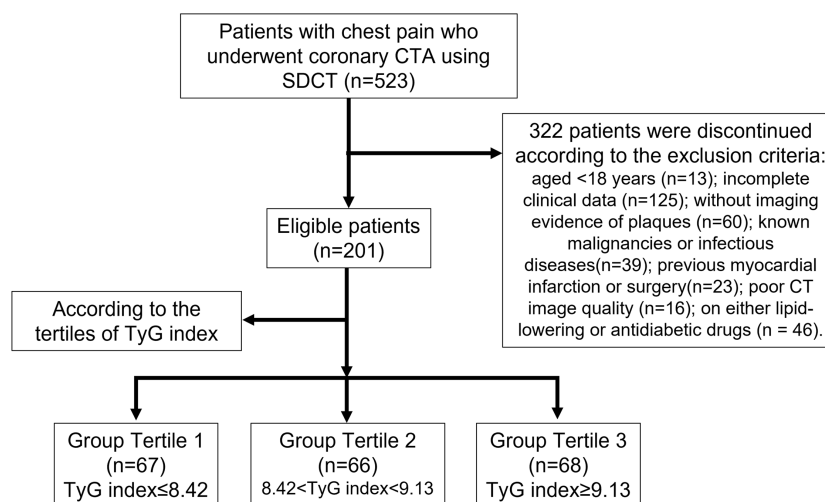 Patients with chest pain who
underwent coronary CTA using
SDCT (n=523)
322 patients were discontinued
according to the exclusion criteria:
aged <18 years (n=13); incomplete
clinical data (n=125); without imaging
evidence of plaques (n=60); known
malignancies or infectious
diseases(n=39); previous myocardial
infarction or surgery(n=23); poor CT
image quality (n=16); on either lipid-
lowering or antidiabetic drugs (n = 46).
Eligible patients
(n=201)
According to the
tertiles of TyG index
Group Tertile 1
(n=67)
TyG index≤8.42
Group Tertile 2
(n=66)
8.42<TyG index<9.13
Group Tertile 3
(n=68)
TyG index≥9.13